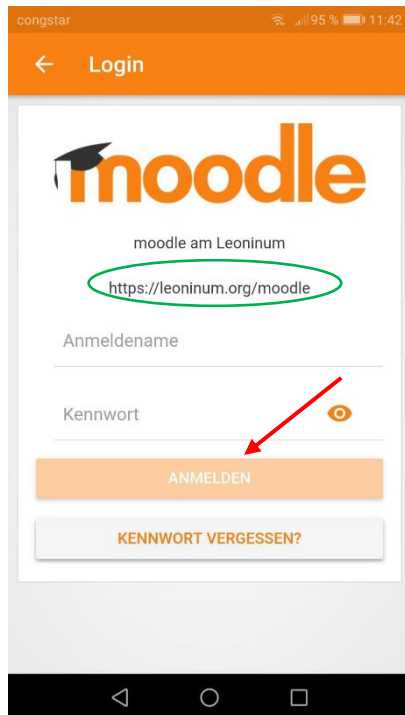 congstar 95 % 11:42
Login
moodle
moodle am Leoninum
https://leoninum.org/moodle
Anmeldename
Kennwort
ANMELDEN
KENNWORT VERGESSEN?